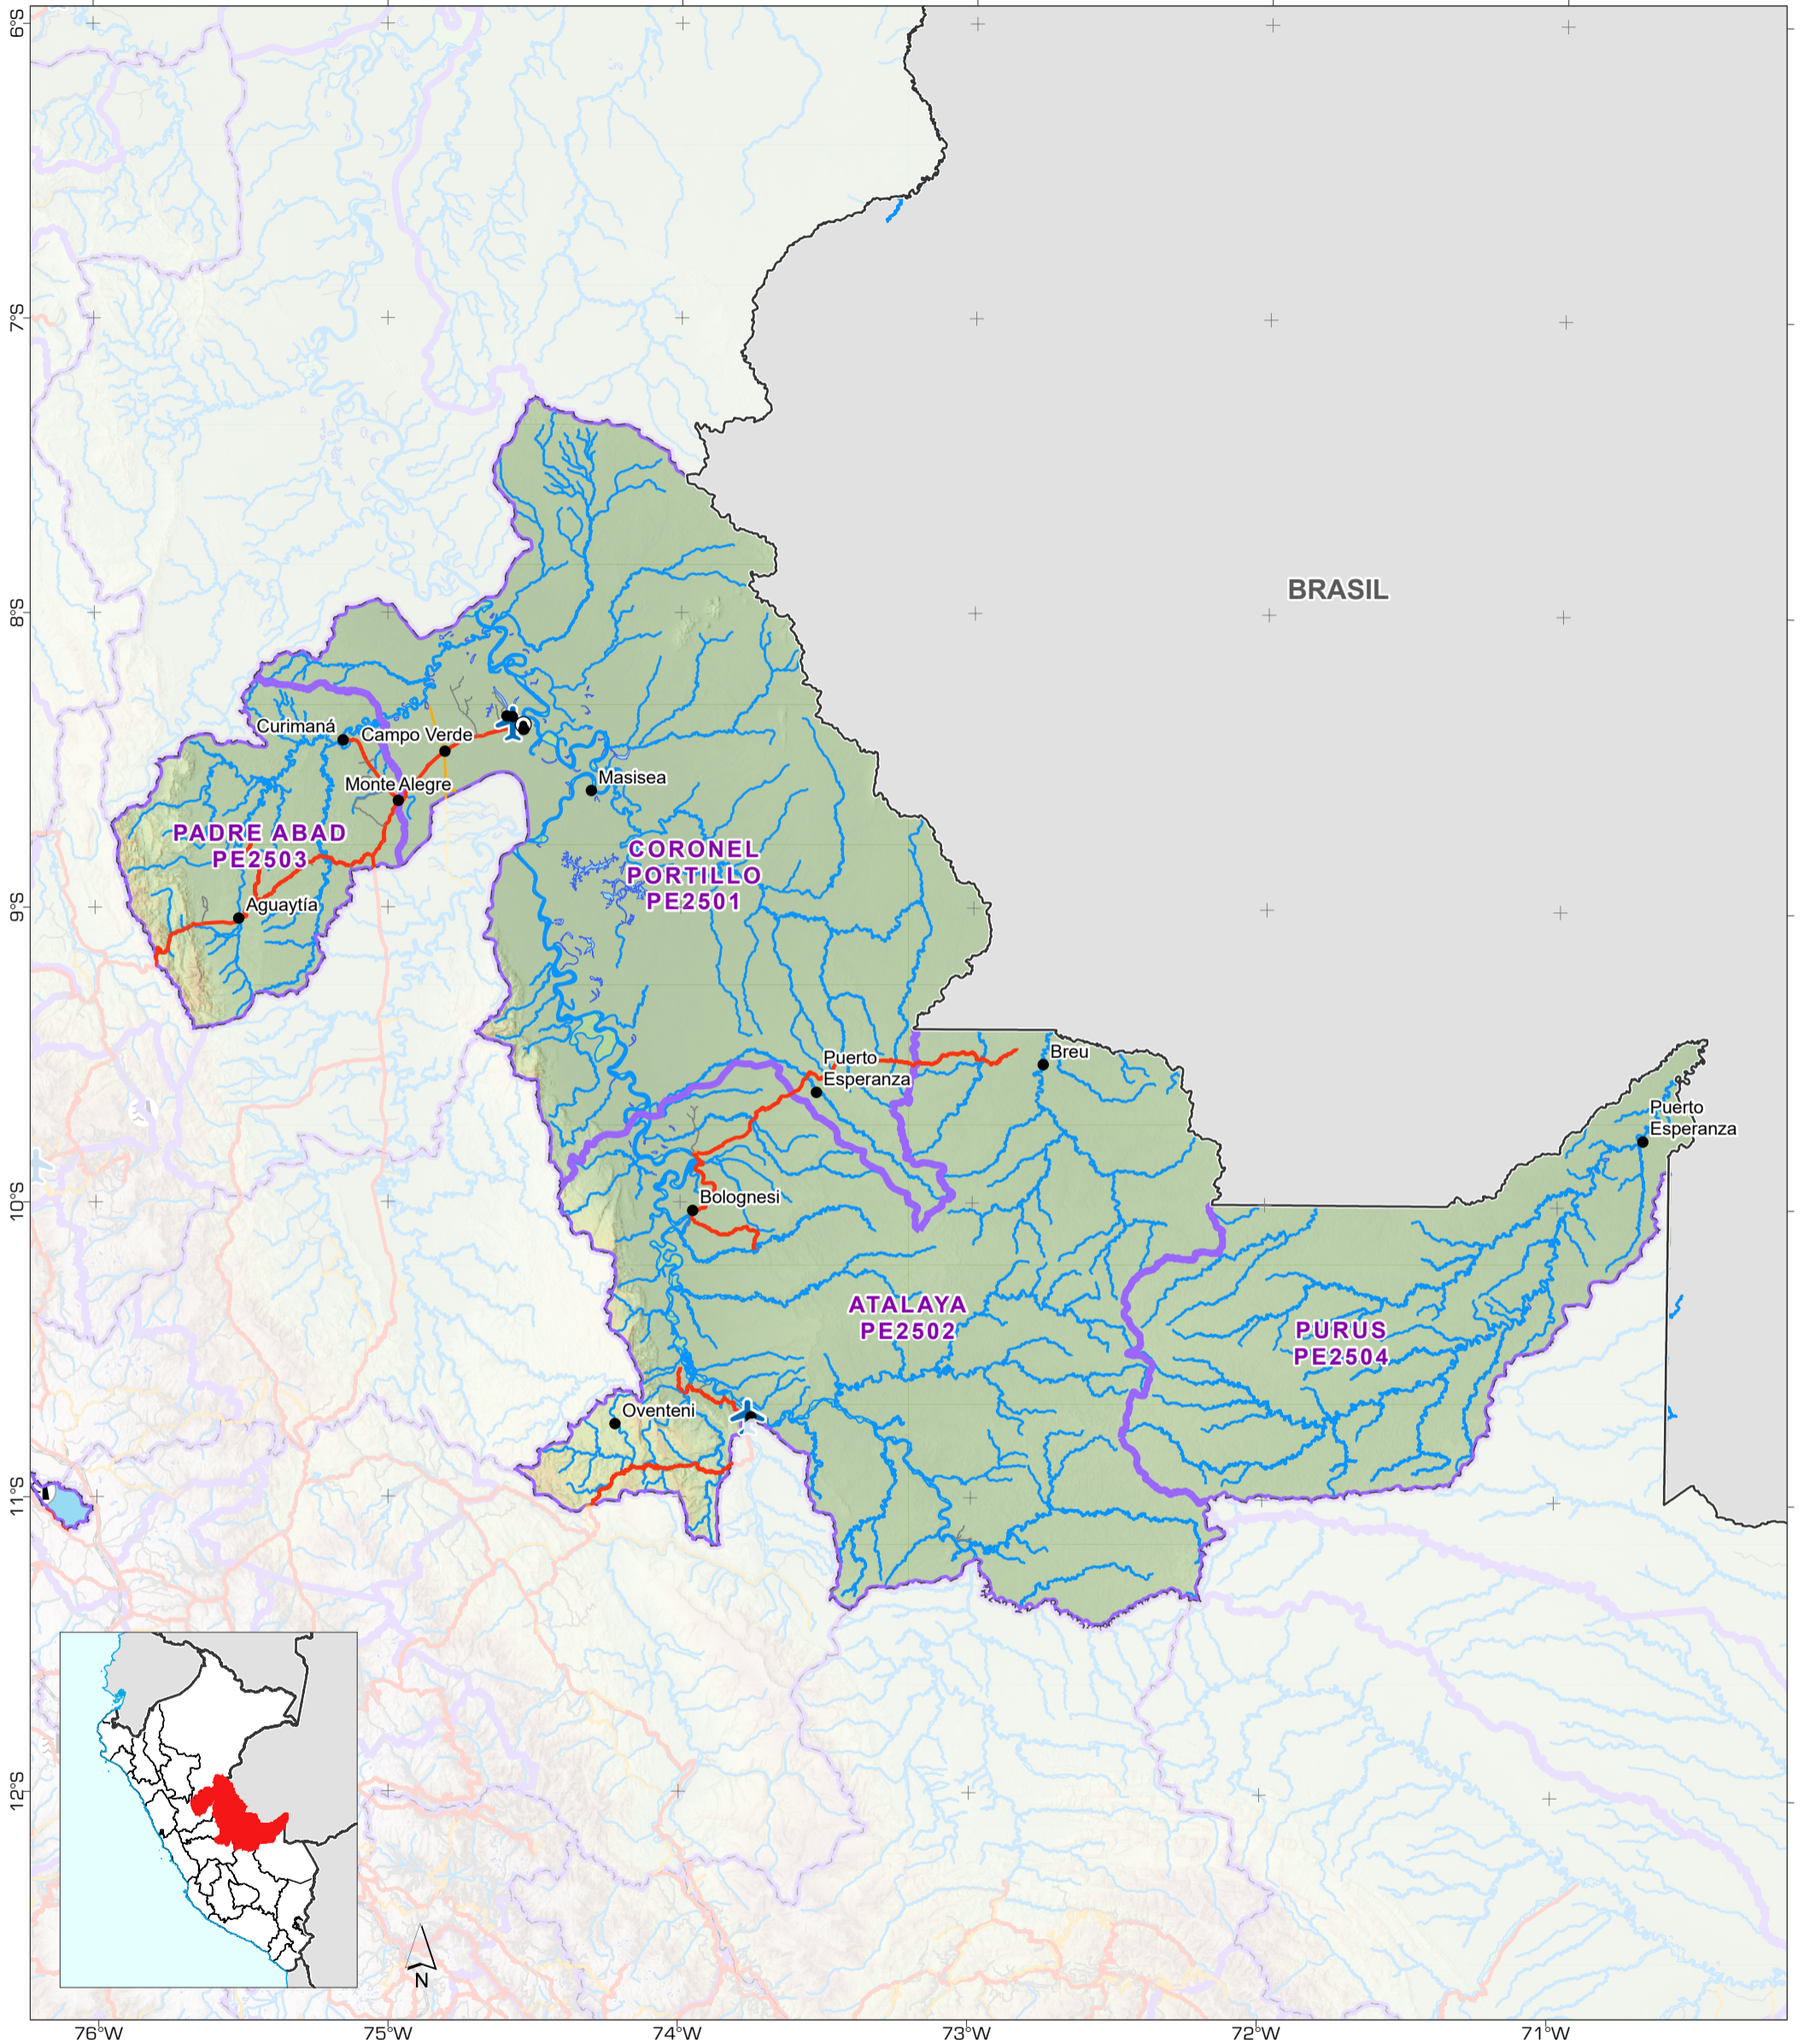 6°S
7°S
8°S
9°S
10°S
11°S
12°S
BRASIL
Curimaná
Campo Verde
Monte Alegre
Masisea
PADRE ABAD
PE2503
Aguaytía
CORONEL
PORTILLO
PE2501
Puerto
Esperanza
Breu
Puerto
Esperanza
Bolognesi
ATALAYA
PE2502
PURUS
PE2504
Oventeni
N
76°W
75°W
74°W
73°W
72°W
71°W